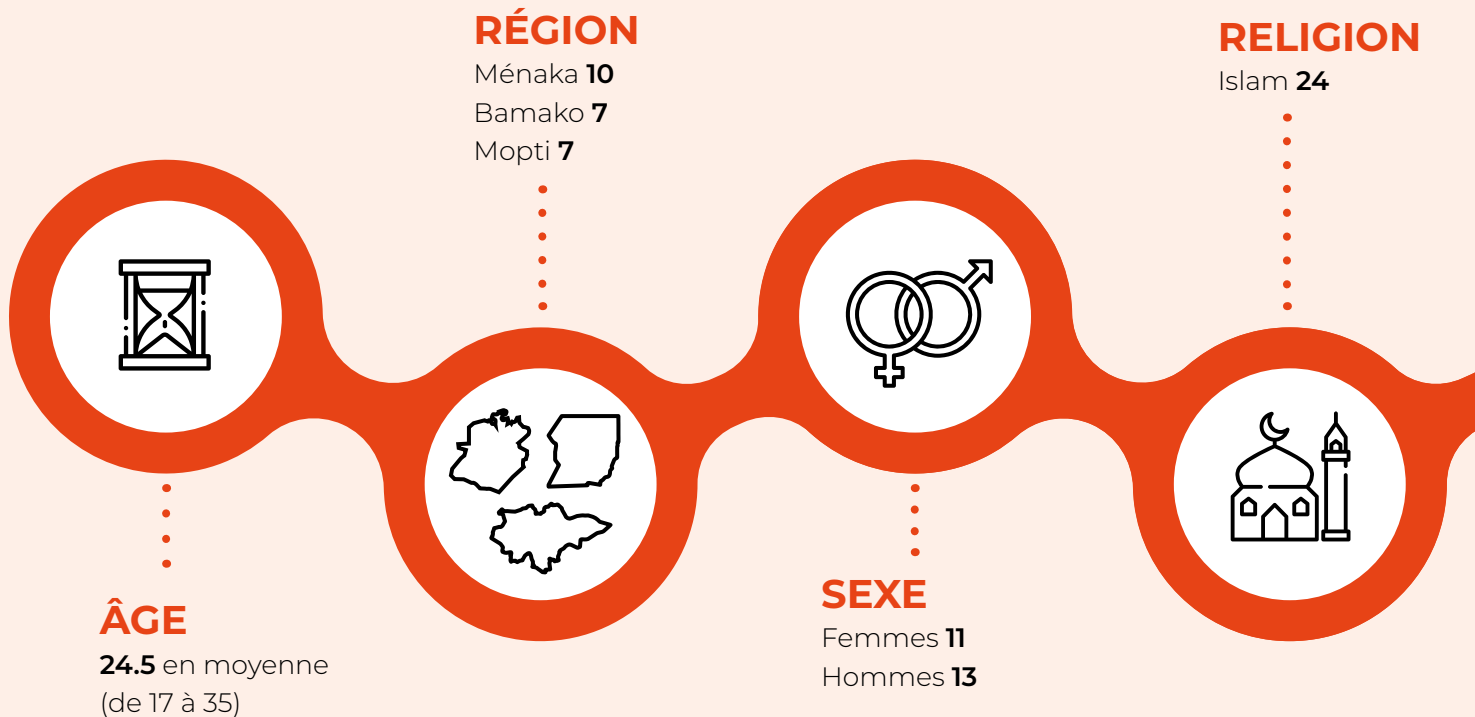 RÉGION
Ménaka 10
Bamako 7
Mopti 7
RELIGION
Islam 24
ÂGE
24.5 en moyenne
(de 17 à 35)
SEXE
Femmes 11
Hommes 13